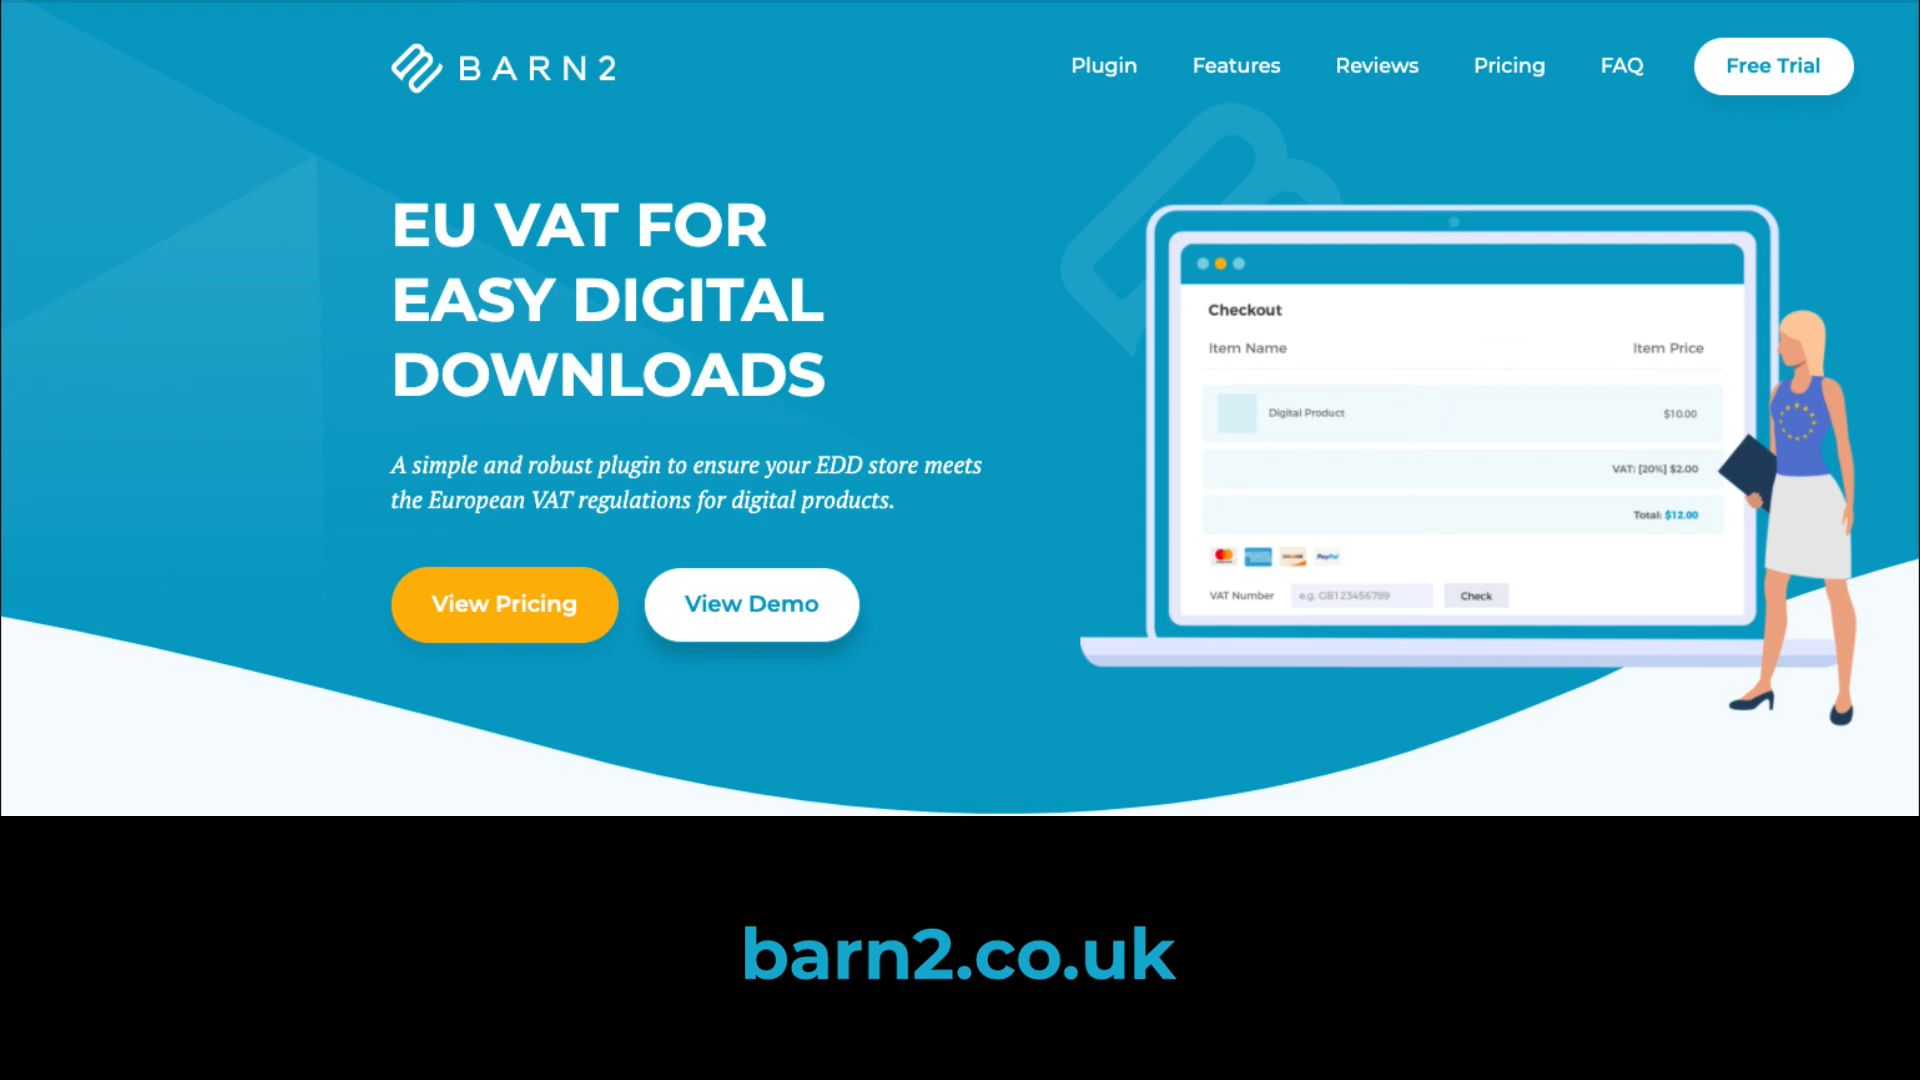 BARN2
Plugin Features Reviews Pricing FAQ Free Trial
EU VAT FOR
EASY DIGITAL
DOWNLOADS
A simple and robust plugin to ensure your EDD store meets
the European VAT regulations for digital products.
View Pricing View Demo
Checkout
Item Name Item Price
Digital Product $10.00
VAT: [20%] $2.00
Total: $12.00
PayPal
VAT Number e.g. GB123456789 Check
barn2.co.uk